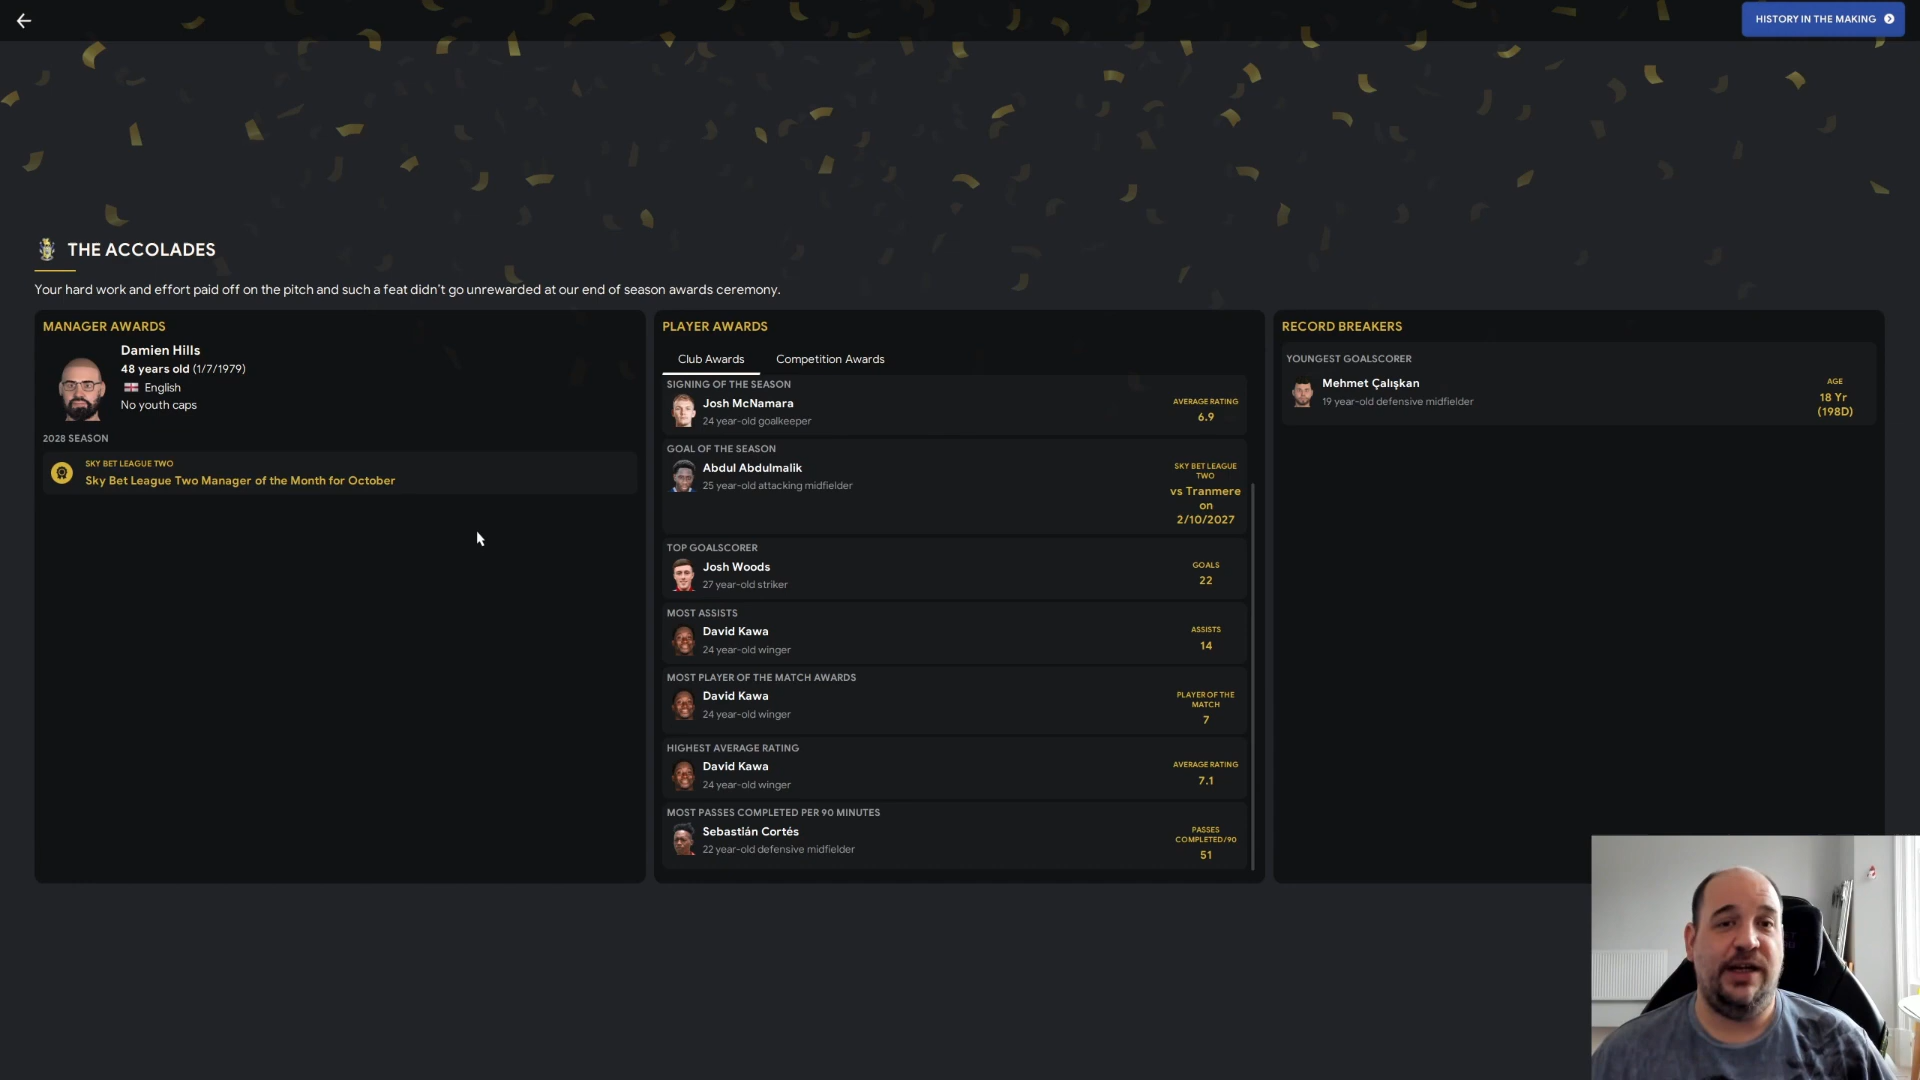 HISTORY IN THE MAKING
THE ACCOLADES
Your hard work and effort paid off on the pitch and such a feat didn't go unrewarded at our end of season awards ceremony.
MANAGER AWARDS
Damien Hills
48 years old (1/7/1979)
English
No youth caps
2028 SEASON
SKY BET LEAGUE TWO
Sky Bet League Two Manager of the Month for October
PLAYER AWARDS
Club Awards
Competition Awards
SIGNING OF THE SEASON
Josh McNamara
24 year-old goalkeeper
AVERAGE RATING
6.9
GOAL OF THE SEASON
Abdul Abdulmalik
25 year-old attacking midfielder
SKY BET LEAGUE
TWO
vs Tranmere
on
2/10/2027
TOP GOALSCORER
Josh Woods
27 year-old striker
GOALS
22
MOST ASSISTS
David Kawa
24 year-old winger
ASSISTS
14
MOST PLAYER OF THE MATCH AWARDS
David Kawa
24 year-old winger
PLAYER OF THE
MATCH
7
HIGHEST AVERAGE RATING
David Kawa
24 year-old winger
AVERAGE RATING
7.1
MOST PASSES COMPLETED PER 90 MINUTES
Sebastián Cortés
22 year-old defensive midfielder
PASSES
COMPLETED/90
51
RECORD BREAKERS
YOUNGEST GOALSCORER
Mehmet Çalışkan
19 year-old defensive midfielder
AGE
18 Yr
(198D)